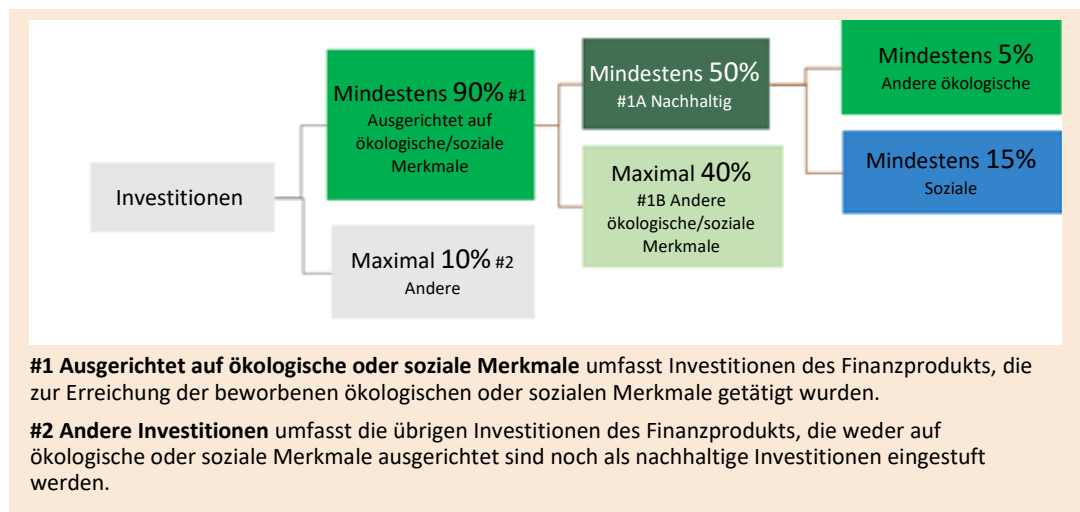 Investitionen
Mindestens 90% #1
Ausgerichtet auf
ökologische/soziale
Merkmale
Maximal 10% #2
Andere
Mindestens 50%
#1A Nachhaltig
Maximal 40%
#1B Andere
ökologische/soziale
Merkmale
Mindestens 5%
Andere ökologische
Mindestens 15%
Soziale
#1 Ausgerichtet auf ökologische oder soziale Merkmale umfasst Investitionen des Finanzprodukts, die
zur Erreichung der beworbenen ökologischen oder sozialen Merkmale getätigt wurden.
#2 Andere Investitionen umfasst die übrigen Investitionen des Finanzprodukts, die weder auf
ökologische oder soziale Merkmale ausgerichtet sind noch als nachhaltige Investitionen eingestuft
werden.